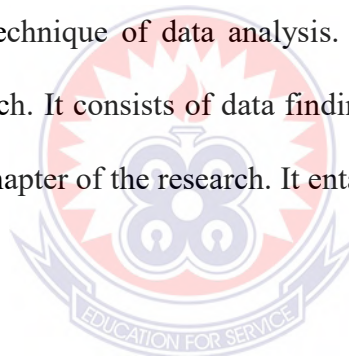 echnique of data analysis.
ch. It consists of data findin
hapter of the research. It enta
EDUCATION FOR SERVICE